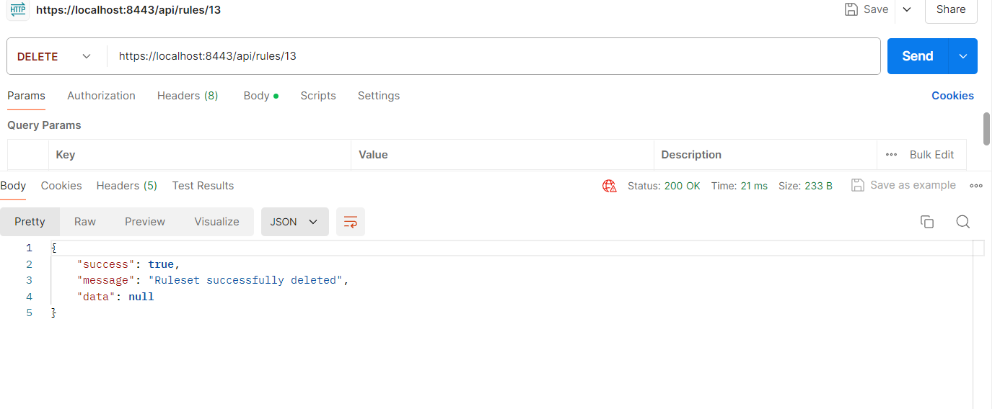 HTTP https://localhost:8443/api/rules/13 Save Share
DELETE https://localhost:8443/api/rules/13 Send
Params Authorization Headers (8) Body Scripts Settings Cookies
Query Params
Key Value Description Bulk Edit
Body Cookies Headers (5) Test Results Status: 200 OK Time: 21 ms Size: 233 B Save as example
Pretty Raw Preview Visualize JSON
1 {
2 "success": true,
3 "message": "Ruleset successfully deleted",
4 "data": null
5 }